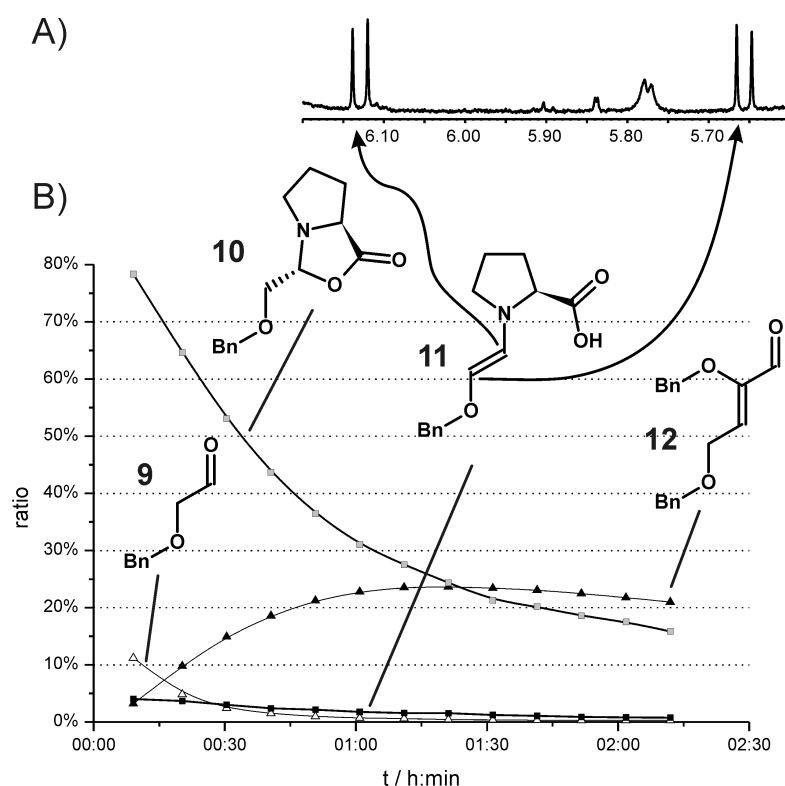 A)
6.10 6.00 5.90 5.80 5.70
B)
10
N
O
O
O
Bn
11
N
O
OH
O
Bn
12
O
O
Bn
O
Bn
9
O
O
Bn
80%
70%
60%
50%
40%
30%
20%
10%
0%
ratio
00:00 00:30 01:00 01:30 02:00 02:30
t / h:min